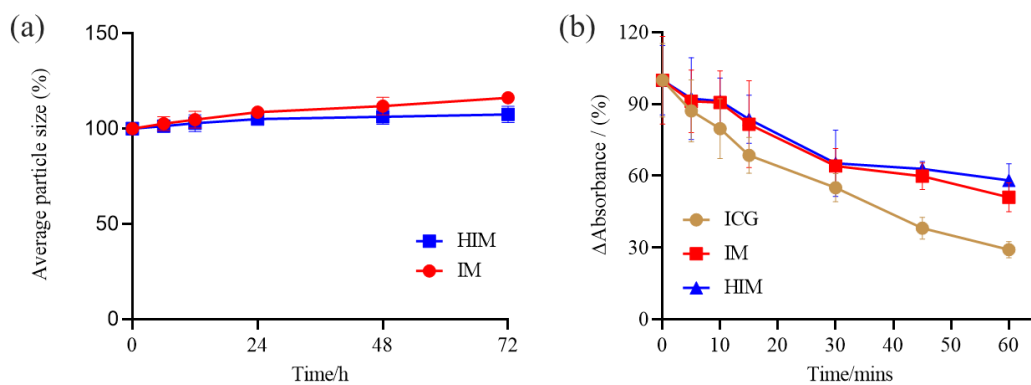 (a)
Average particle size (%)
150
100
50
0
HIM
IM
0
24
48
72
Time/h
(b)
ΔAbsorbance / (%)
120
90
60
30
0
ICG
IM
HIM
0
10
20
30
40
50
60
Time/mins